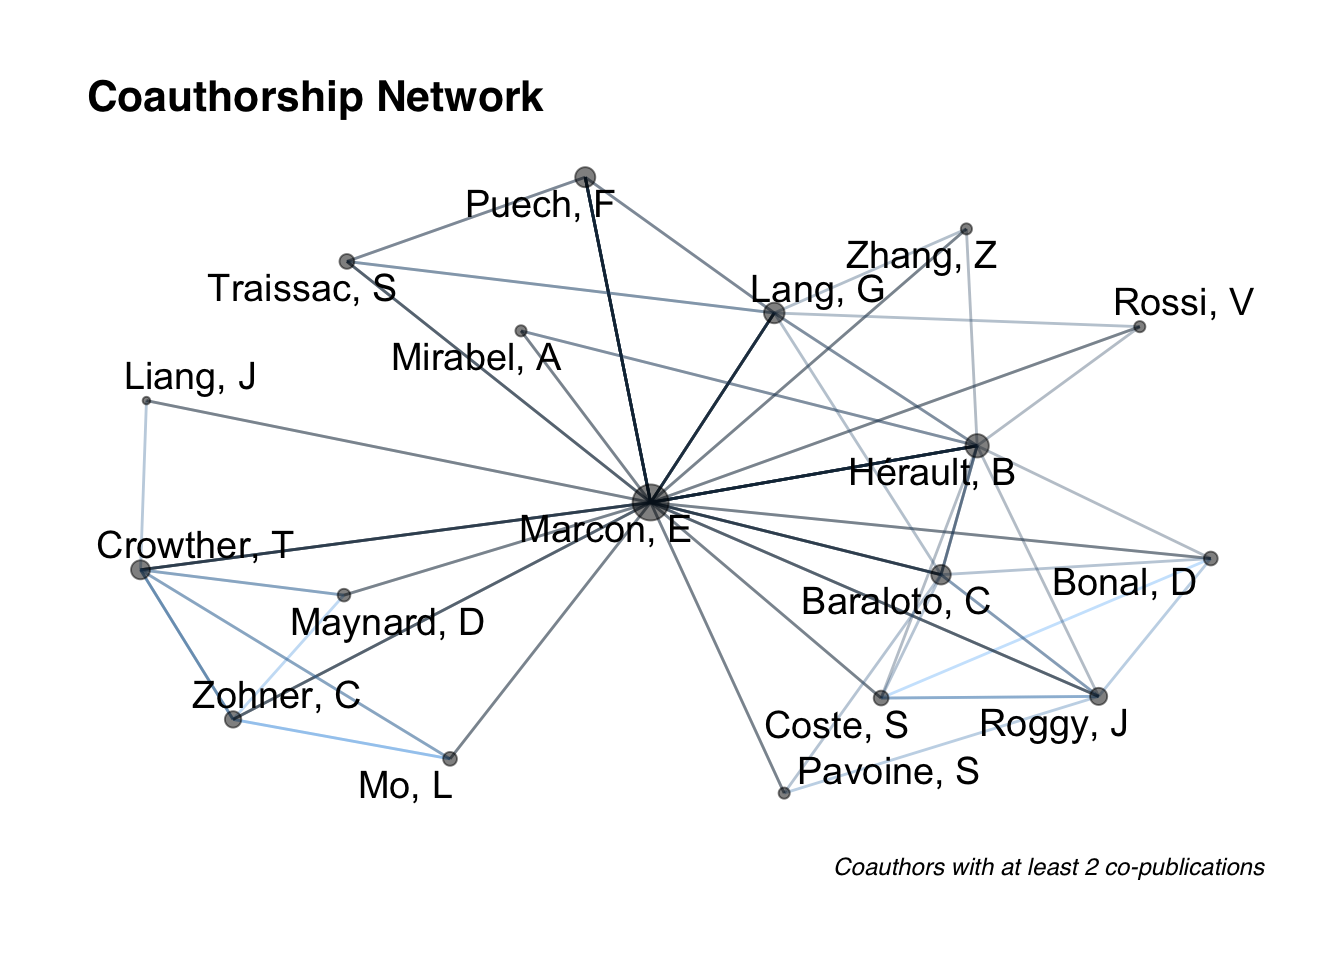 Coauthorship Network
Puech, F
Zhang, Z
Traissac, S
Lang, G
Rossi, V
Mirabel, A
Liang, J
Hérault, B
Marcon, E
Crowther, T
Bonal, D
Baraloto, C
Maynard, D
Zohner, C
Coste, S
Roggy, J
Pavoine, S
Mo, L
Coauthors with at least 2 co-publications